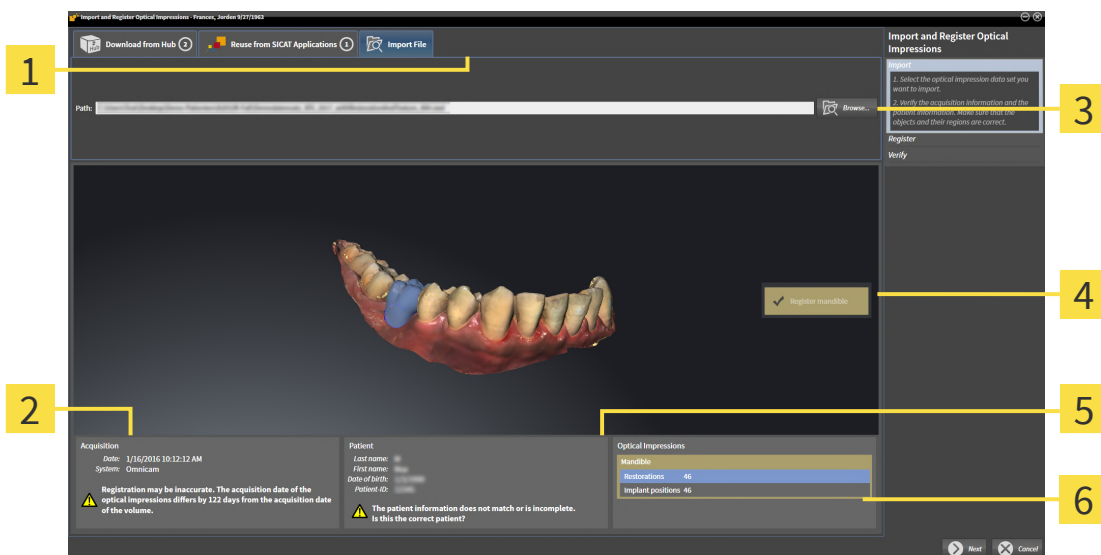 Import and Register Optical Impressions - Frances, Jorden 9/27/1963
Download from Hub 2
Hub
Reuse from SICAT Applications 1
Import File
Path:
Browse...
Import and Register Optical
Impressions
Import
1. Select the optical impression data set you
want to import.
2. Verify the acquisition information and the
patient information. Make sure that the
objects and their regions are correct.
Register
Verify
1
3
Register mandible
4
2
5
Acquisition
Date: 1/16/2016 10:12:12 AM
System: Omnicam
Registration may be inaccurate. The acquisition date of the
optical impressions differs by 122 days from the acquisition date
of the volume.
Patient
Last name:
First name:
Date of birth:
Patient-ID:
The patient information does not match or is incomplete.
Is this the correct patient?
Optical Impressions
Mandible
Restorations 46
Implant positions 46
6
Next
Cancel